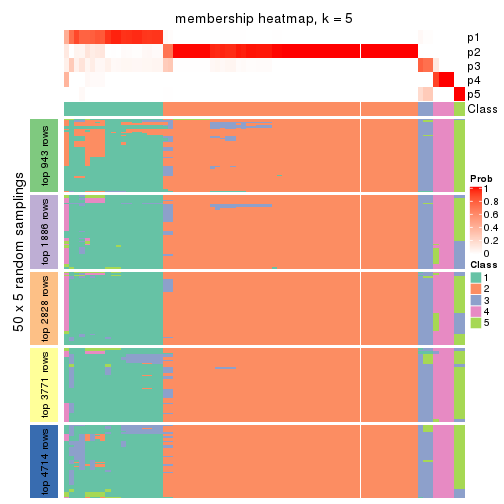 membership heatmap, k = 5
p1
p2
p3
p4
p5
Class
50 x 5 random samplings
top 943 rows
top 1886 rows
top 2828 rows
top 3771 rows
top 4714 rows
Prob
1
0.8
0.6
0.4
0.2
0
Class
1
2
3
4
5